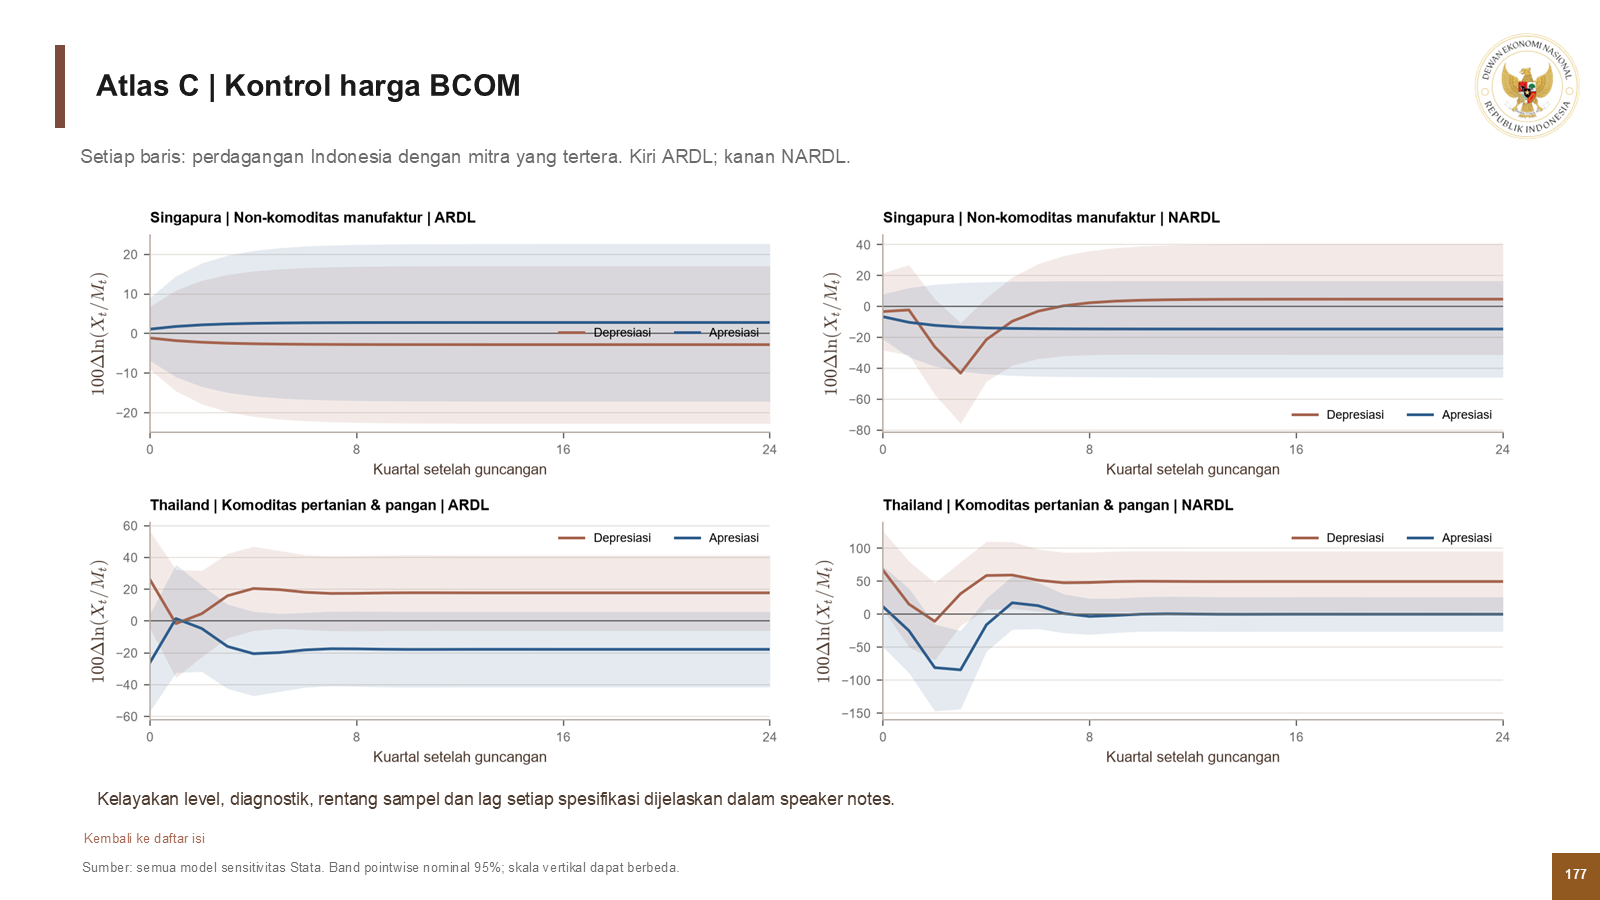 Atlas C | Kontrol harga BCOM
DEWAN EKONOMI NASIONAL
REPUBLIK INDONESIA
Setiap baris: perdagangan Indonesia dengan mitra yang tertera. Kiri ARDL; kanan NARDL.
Singapura | Non-komoditas manufaktur | ARDL
100Δln(Xt/Mt)
20
10
0
−10
−20
Depresiasi
Apresiasi
0
8
16
24
Kuartal setelah guncangan
Singapura | Non-komoditas manufaktur | NARDL
100Δln(Xt/Mt)
40
20
0
−20
−40
−60
−80
Depresiasi
Apresiasi
0
8
16
24
Kuartal setelah guncangan
Thailand | Komoditas pertanian & pangan | ARDL
100Δln(Xt/Mt)
60
40
20
0
−20
−40
−60
Depresiasi
Apresiasi
0
8
16
24
Kuartal setelah guncangan
Thailand | Komoditas pertanian & pangan | NARDL
100Δln(Xt/Mt)
100
50
0
−50
−100
−150
Depresiasi
Apresiasi
0
8
16
24
Kuartal setelah guncangan
Kelayakan level, diagnostik, rentang sampel dan lag setiap spesifikasi dijelaskan dalam speaker notes.
Kembali ke daftar isi
Sumber: semua model sensitivitas Stata. Band pointwise nominal 95%; skala vertikal dapat berbeda.
177